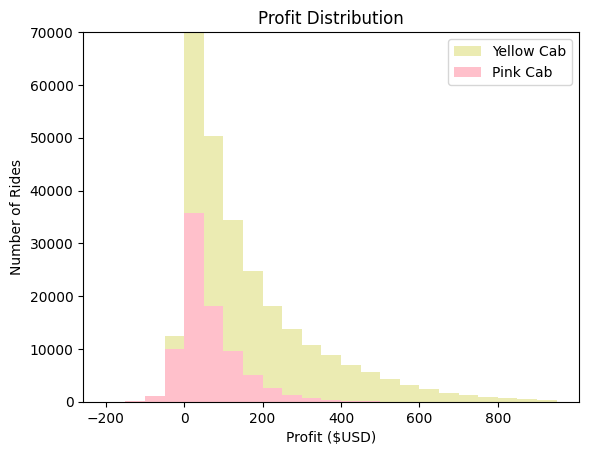 Profit Distribution
70000
60000
50000
40000
30000
20000
10000
0
Number of Rides
Yellow Cab
Pink Cab
−200
0
200
400
600
800
Profit ($USD)